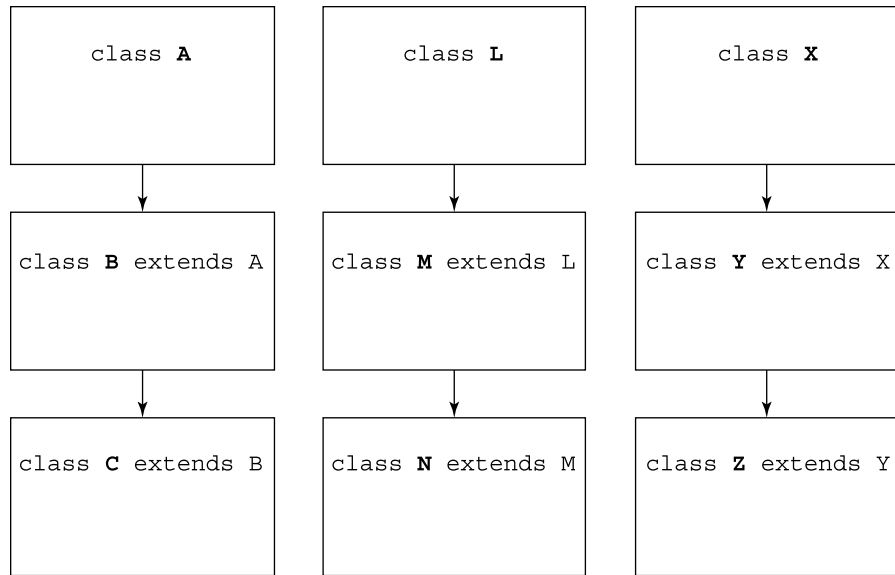 class A
class L
class X
class B extends A
class M extends L
class Y extends X
class C extends B
class N extends M
class Z extends Y